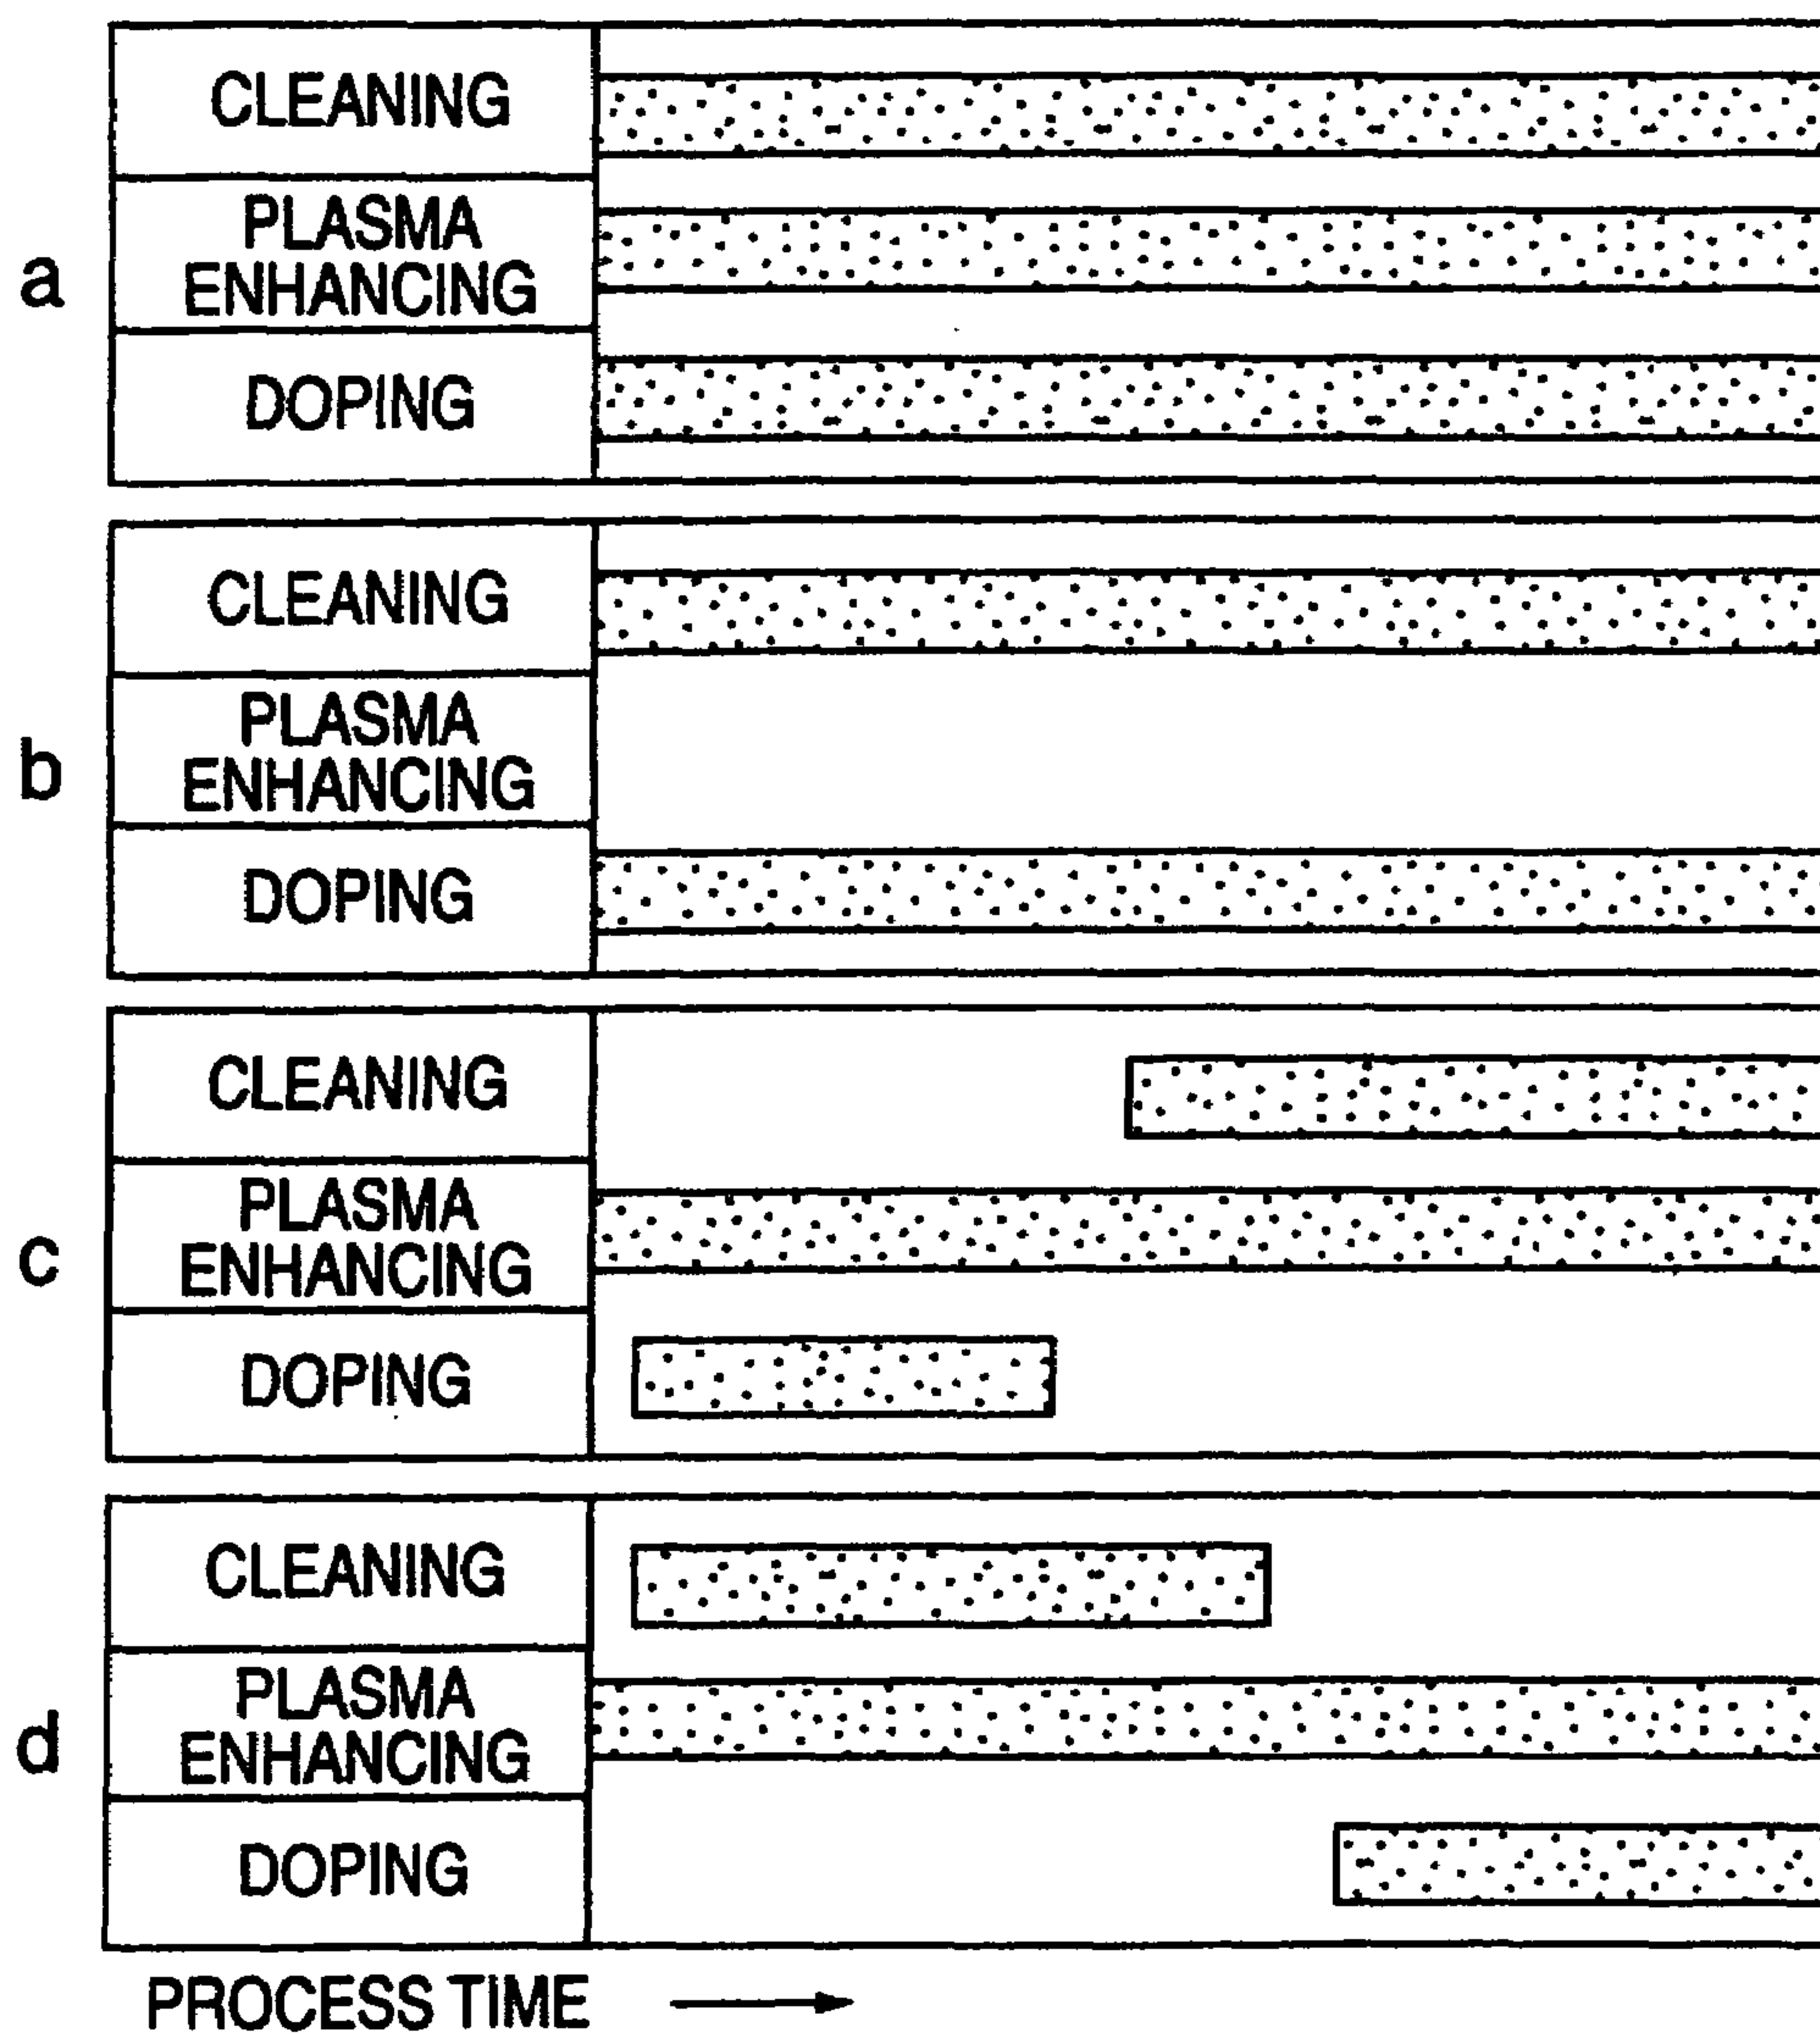 CLEANING
a
PLASMA
ENHANCING
DOPING
CLEANING
b
PLASMA
ENHANCING
DOPING
CLEANING
c
PLASMA
ENHANCING
DOPING
CLEANING
d
PLASMA
ENHANCING
DOPING
PROCESS TIME